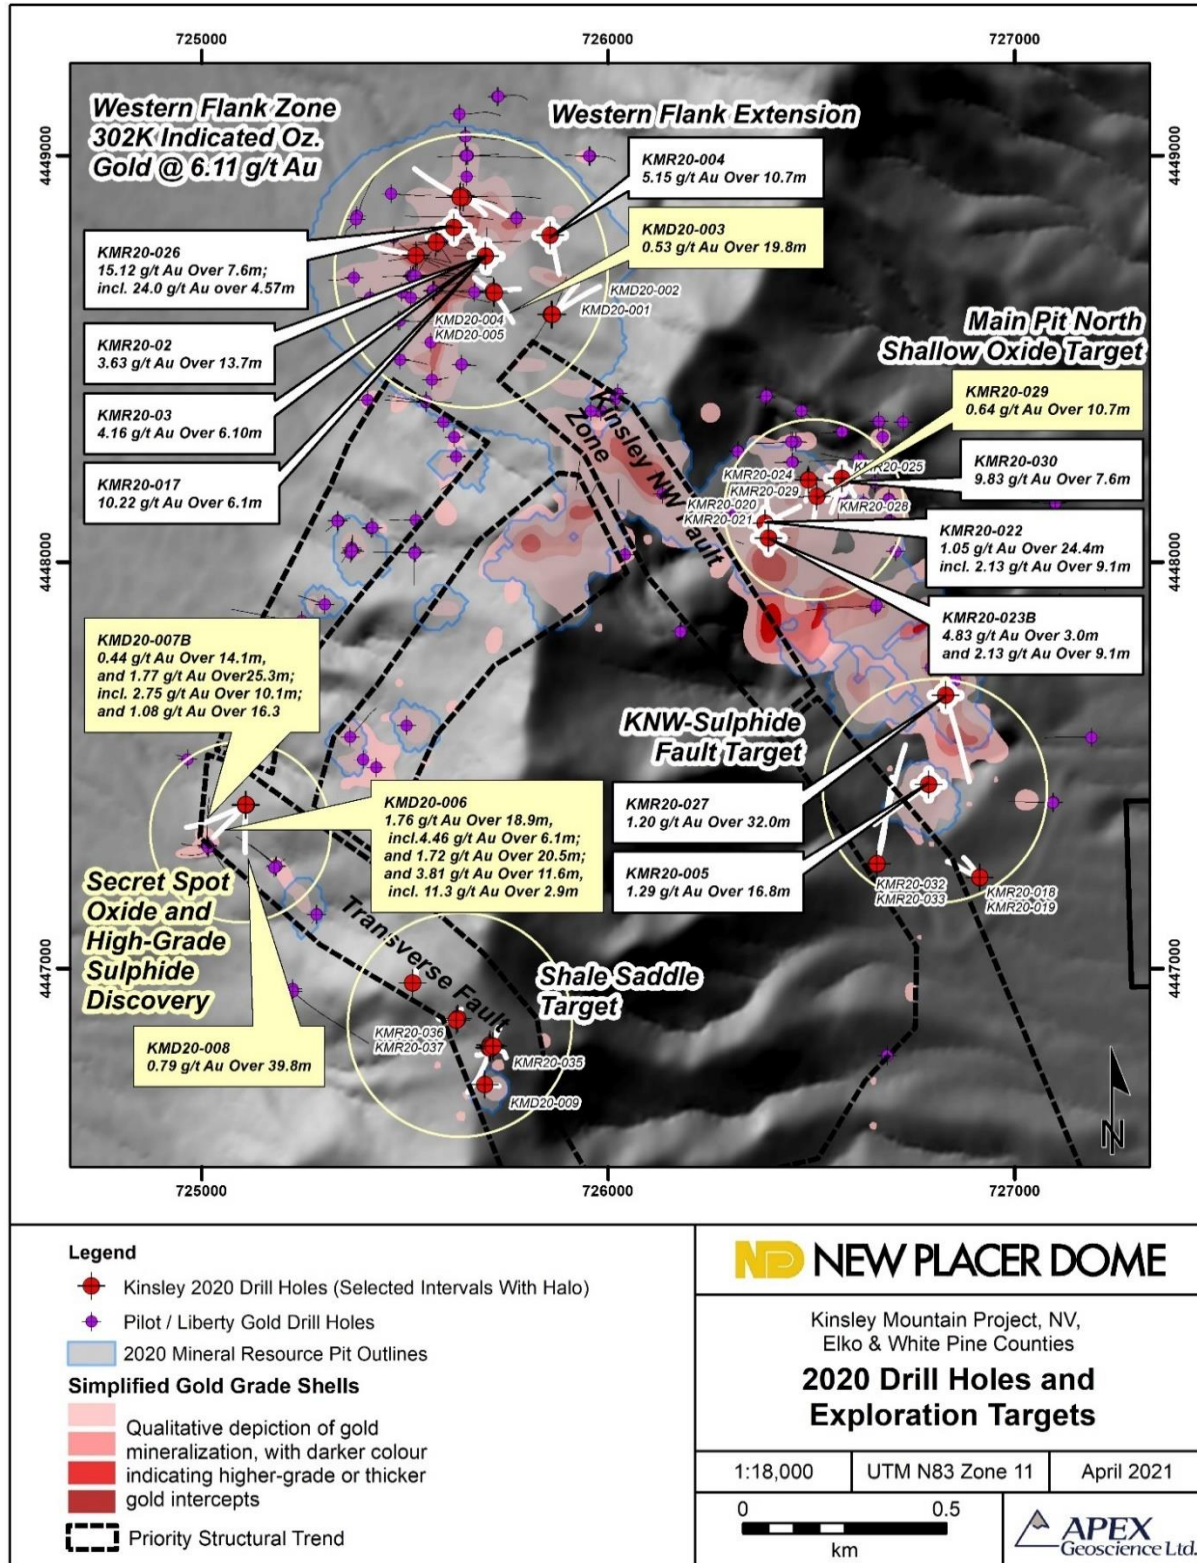 725000
726000
727000
4449000
4449000
4448000
4448000
4447000
4447000
725000
726000
727000
Western Flank Zone
302K Indicated Oz.
Gold @ 6.11 g/t Au
Western Flank Extension
KMR20-004
5.15 g/t Au Over 10.7m
KMD-003
0.53 g/t Au Over 19.8m
KMR20-026
15.12 g/t Au Over 7.6m;
incl. 24.0 g/t Au over 4.57m
KMR20-02
3.63 g/t Au Over 13.7m
KMR20-03
4.16 g/t Au Over 6.10m
KMR20-017
10.22 g/t Au Over 6.1m
KMD20-002
KMD20-001
KMD20-004
KMD20-005
Main Pit North
Shallow Oxide Target
KMR20-029
0.64 g/t Au Over 10.7m
KMR20-030
9.83 g/t Au Over 7.6m
KMR20-025
KMR20-024
KMR20-029
KMR20-020
KMR20-021
KMR20-028
KMR20-022
1.05 g/t Au Over 24.4m
incl. 2.13 g/t Au Over 9.1m
KMR20-023B
4.83 g/t Au Over 3.0m
and 2.13 g/t Au Over 9.1m
Kinsley NW Fault
Zone
KMD20-007B
0.44 g/t Au Over 14.1m,
and 1.77 g/t Au Over25.3m;
incl. 2.75 g/t Au Over 10.1m;
and 1.08 g/t Au Over 16.3
KNW-Sulphide
Fault Target
KMD20-006
1.76 g/t Au Over 18.9m,
incl.4.46 g/t Au Over 6.1m;
and 1.72 g/t Au Over 20.5m;
and 3.81 g/t Au Over 11.6m,
incl. 11.3 g/t Au Over 2.9m
KMR20-027
1.20 g/t Au Over 32.0m
KMR20-005
1.29 g/t Au Over 16.8m
KMR20-032
KMR20-033
KMR20-018
KMR20-019
Secret Spot
Oxide and
High-Grade
Sulphide
Discovery
Transverse Fault
Shale Saddle
Target
KMR20-036
KMR20-037
KMR20-035
KMD20-009
KMD20-008
0.79 g/t Au Over 39.8m
N
Legend
Kinsley 2020 Drill Holes (Selected Intervals With Halo)
Pilot / Liberty Gold Drill Holes
2020 Mineral Resource Pit Outlines
Simplified Gold Grade Shells
Qualitative depiction of gold
mineralization, with darker colour
indicating higher-grade or thicker
gold intercepts
Priority Structural Trend
ND NEW PLACER DOME
Kinsley Mountain Project, NV,
Elko & White Pine Counties
2020 Drill Holes and
Exploration Targets
1:18,000
UTM N83 Zone 11
April 2021
0
0.5
km
APEX
Geoscience Ltd.